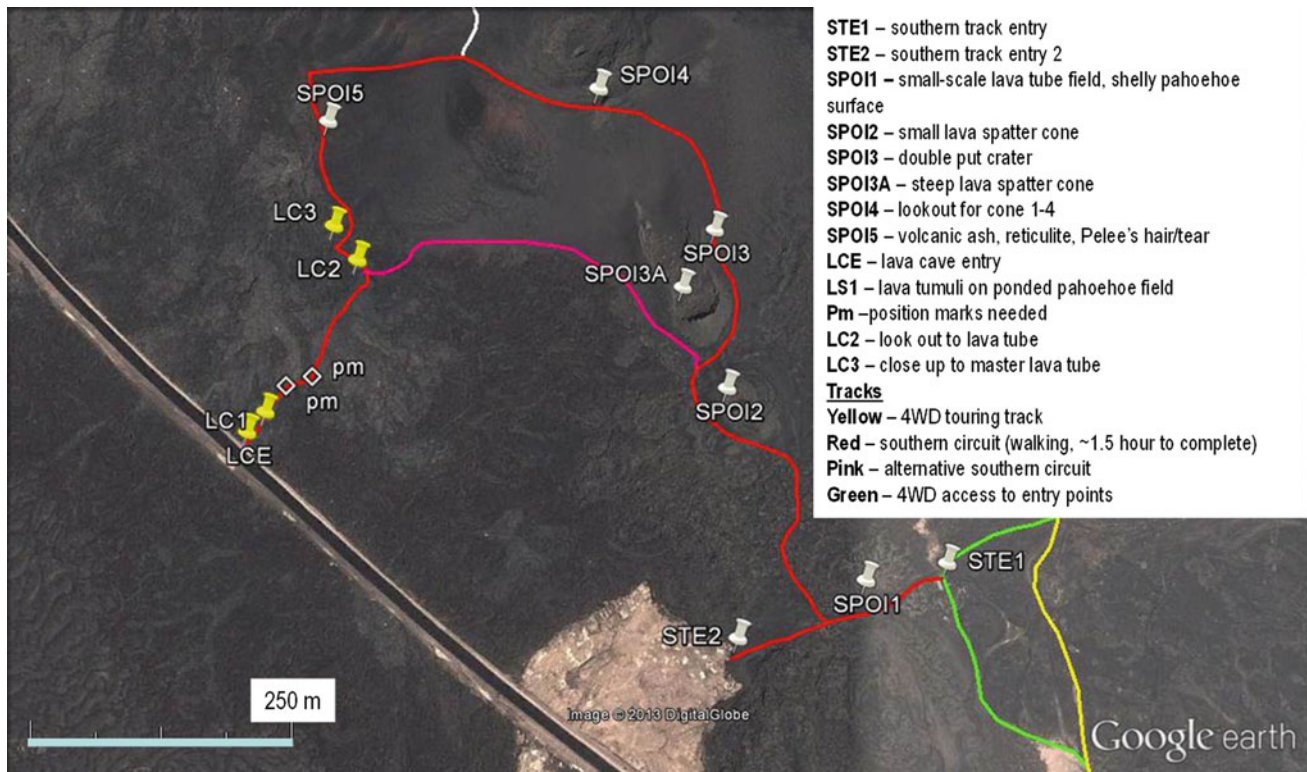 STE1 – southern track entry
STE2 – southern track entry 2
SPOI1 – small-scale lava tube field, shelly pahoehoe
surface
SPOI2 – small lava spatter cone
SPOI3 – double put crater
SPOI3A – steep lava spatter cone
SPOI4 – lookout for cone 1-4
SPOI5 – volcanic ash, reticulite, Pelee's hair/tear
LCE – lava cave entry
LS1 – lava tumuli on ponded pahoehoe field
Pm –position marks needed
LC2 – look out to lava tube
LC3 – close up to master lava tube
Tracks
Yellow – 4WD touring track
Red – southern circuit (walking, ~1.5 hour to complete)
Pink – alternative southern circuit
Green – 4WD access to entry points
SPOI4
SPOI5
LC3
LC2
SPOI3
SPOI3A
pm
pm
SPOI2
LC1
LCE
STE1
SPOI1
STE2
250 m
Image © 2013 DigitalGlobe
Google earth